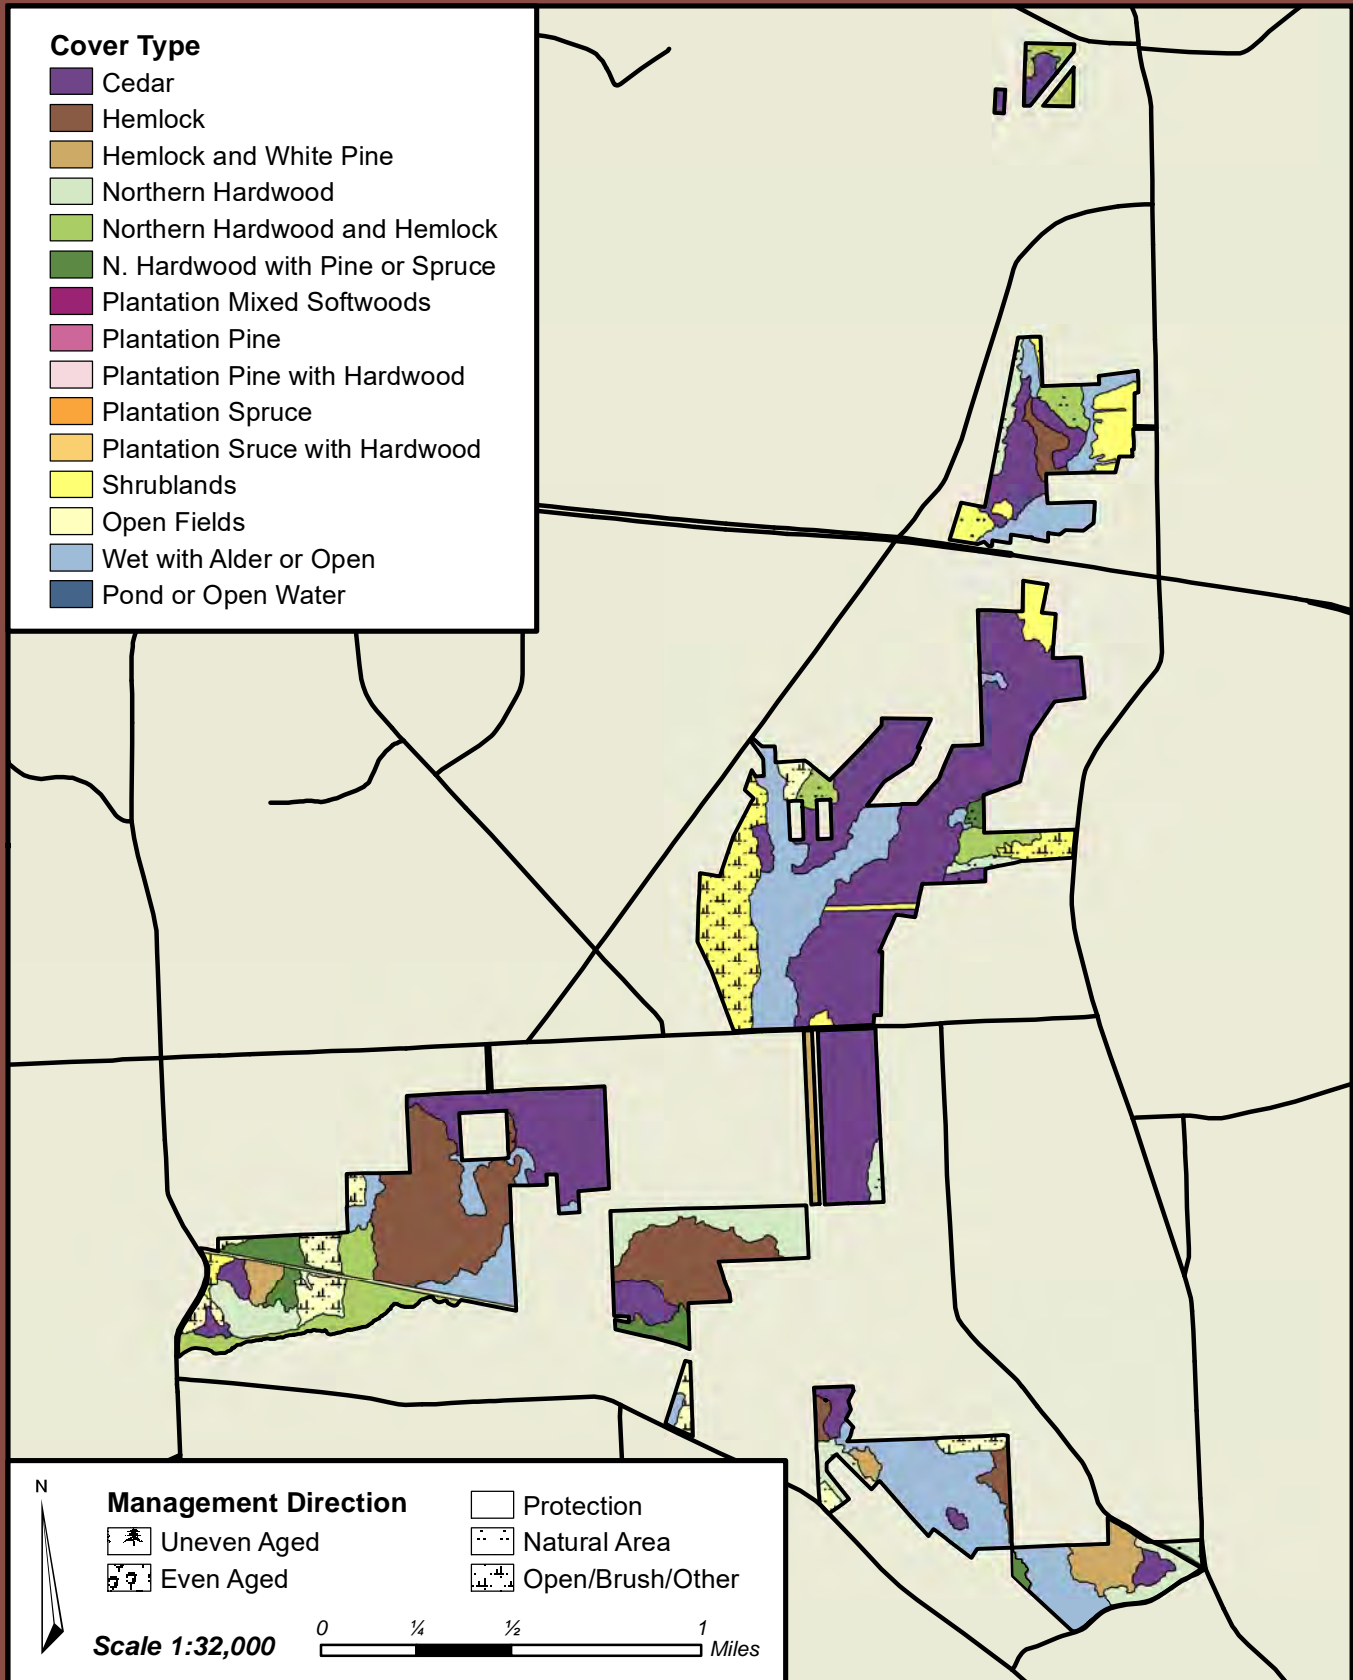 Cover Type
Cedar
Hemlock
Hemlock and White Pine
Northern Hardwood
Northern Hardwood and Hemlock
N. Hardwood with Pine or Spruce
Plantation Mixed Softwoods
Plantation Pine
Plantation Pine with Hardwood
Plantation Spruce
Plantation Sruce with Hardwood
Shrublands
Open Fields
Wet with Alder or Open
Pond or Open Water
N
Management Direction
Uneven Aged
Even Aged
Protection
Natural Area
Open/Brush/Other
Scale 1:32,000
0 ¼ ½ 1
Miles